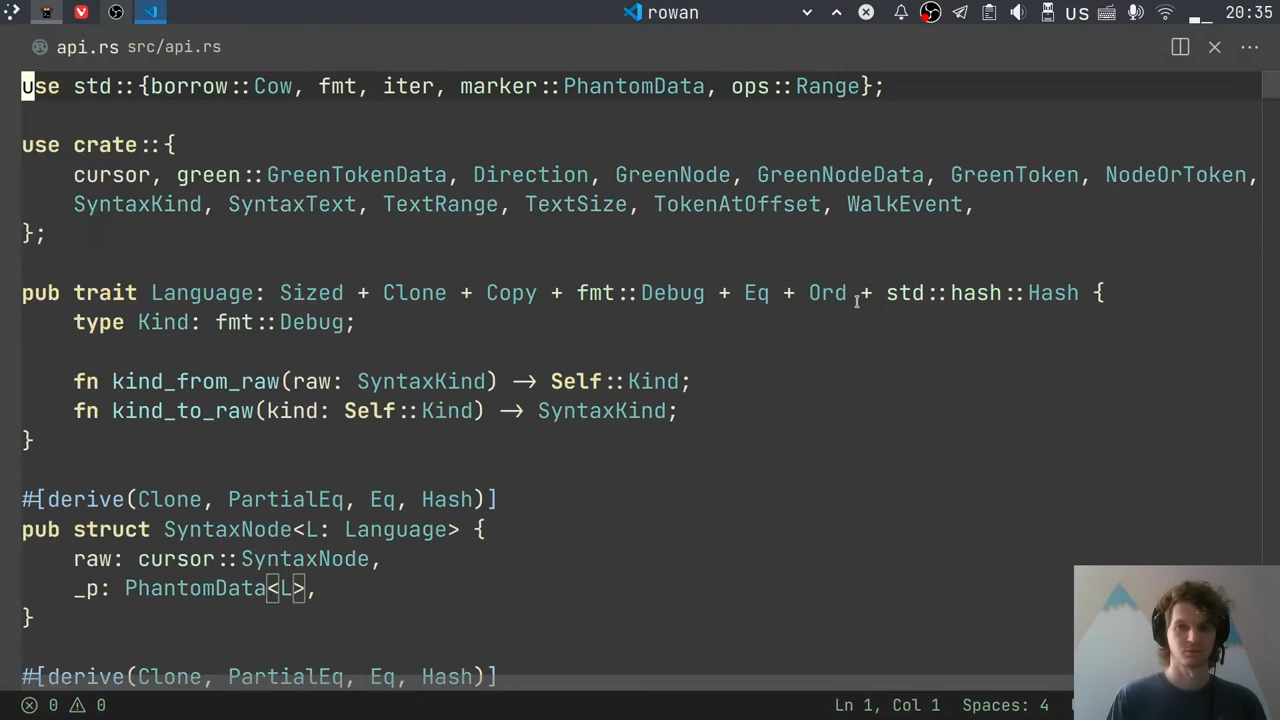 rowan
US
20:35
api.rs src/api.rs
use std::{borrow::Cow, fmt, iter, marker::PhantomData, ops::Range};
use crate::{
cursor, green::GreenTokenData, Direction, GreenNode, GreenNodeData, GreenToken, NodeOrToken,
SyntaxKind, SyntaxText, TextRange, TextSize, TokenAtOffset, WalkEvent,
};
pub trait Language: Sized + Clone + Copy + fmt::Debug + Eq + Ord + std::hash::Hash {
type Kind: fmt::Debug;
fn kind_from_raw(raw: SyntaxKind) -> Self::Kind;
fn kind_to_raw(kind: Self::Kind) -> SyntaxKind;
}
#[derive(Clone, PartialEq, Eq, Hash)]
pub struct SyntaxNode<L: Language> {
raw: cursor::SyntaxNode,
_p: PhantomData<L>,
}
#[derive(Clone, PartialEq, Eq, Hash)]
0 0
Ln 1, Col 1 Spaces: 4